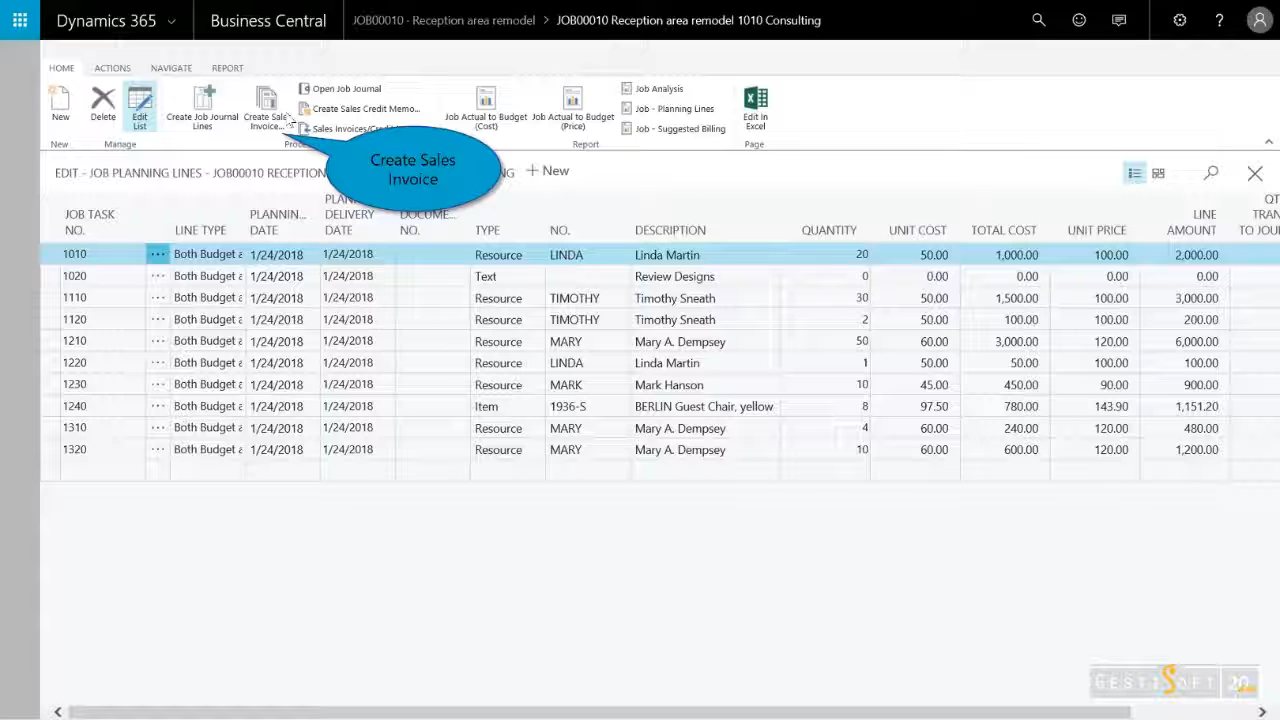 Dynamics 365 Business Central JOB00010 - Reception area remodel > JOB00010 Reception area remodel 1010 Consulting ?
HOME ACTIONS NAVIGATE REPORT
New
Delete
Edit
List
Create Job Journal
Lines
Create Sales
Invoice...
Open Job Journal
Create Sales Credit Memo...
Sales Invoices/
Job Actual to Budget
(Cost)
Job Actual to Budget
(Price)
Job Analysis
Job - Planning Lines
Job - Suggested Billing
Edit In
Excel
New Manage Report Page
Create Sales
Invoice
EDIT - JOB PLANNING LINES - JOB00010 RECEPTION + New
JOB TASK
NO.
LINE TYPE
PLANNIN...
DATE
DELIVERY
DATE
DOCUME...
NO.
TYPE
NO.
DESCRIPTION
QUANTITY
UNIT COST
TOTAL COST
UNIT PRICE
LINE
AMOUNT
QT
TRAN
TO JOU
1010 ... Both Budget a 1/24/2018 1/24/2018 Resource LINDA Linda Martin 20 50.00 1,000.00 100.00 2,000.00
1020 ... Both Budget a 1/24/2018 1/24/2018 Text Review Designs 0 0.00 0.00 0.00 0.00
1110 ... Both Budget a 1/24/2018 1/24/2018 Resource TIMOTHY Timothy Sneath 30 50.00 1,500.00 100.00 3,000.00
1120 ... Both Budget a 1/24/2018 1/24/2018 Resource TIMOTHY Timothy Sneath 2 50.00 100.00 100.00 200.00
1210 ... Both Budget a 1/24/2018 1/24/2018 Resource MARY Mary A. Dempsey 50 60.00 3,000.00 120.00 6,000.00
1220 ... Both Budget a 1/24/2018 1/24/2018 Resource LINDA Linda Martin 1 50.00 50.00 100.00 100.00
1230 ... Both Budget a 1/24/2018 1/24/2018 Resource MARK Mark Hanson 10 45.00 450.00 90.00 900.00
1240 ... Both Budget a 1/24/2018 1/24/2018 Item 1936-S BERLIN Guest Chair, yellow 8 97.50 780.00 143.90 1,151.20
1310 ... Both Budget a 1/24/2018 1/24/2018 Resource MARY Mary A. Dempsey 4 60.00 240.00 120.00 480.00
1320 ... Both Budget a 1/24/2018 1/24/2018 Resource MARY Mary A. Dempsey 10 60.00 600.00 120.00 1,200.00
GESTISOFT 20